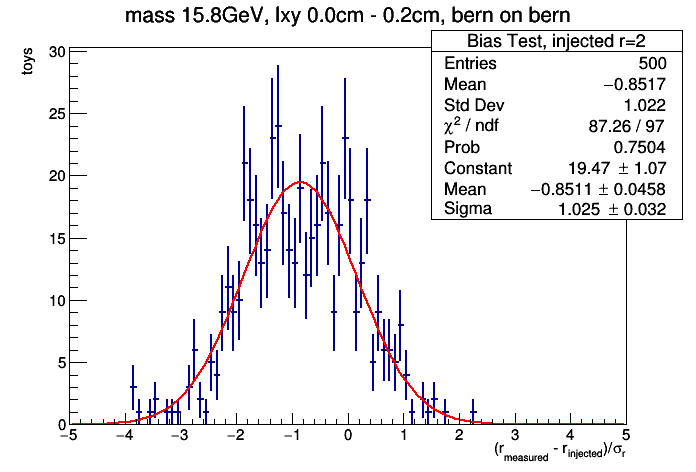 mass 15.8GeV, lxy 0.0cm - 0.2cm, bern on bern
Bias Test, injected r=2
Entries 500
Mean −0.8517
Std Dev 1.022
χ² / ndf 87.26 / 97
Prob 0.7504
Constant 19.47 ± 1.07
Mean −0.8511 ± 0.0458
Sigma 1.025 ± 0.032
toys
30
25
20
15
10
5
0
−5 −4 −3 −2 −1 0 1 2 3 4 5
(r_measured - r_injected)/σ_r